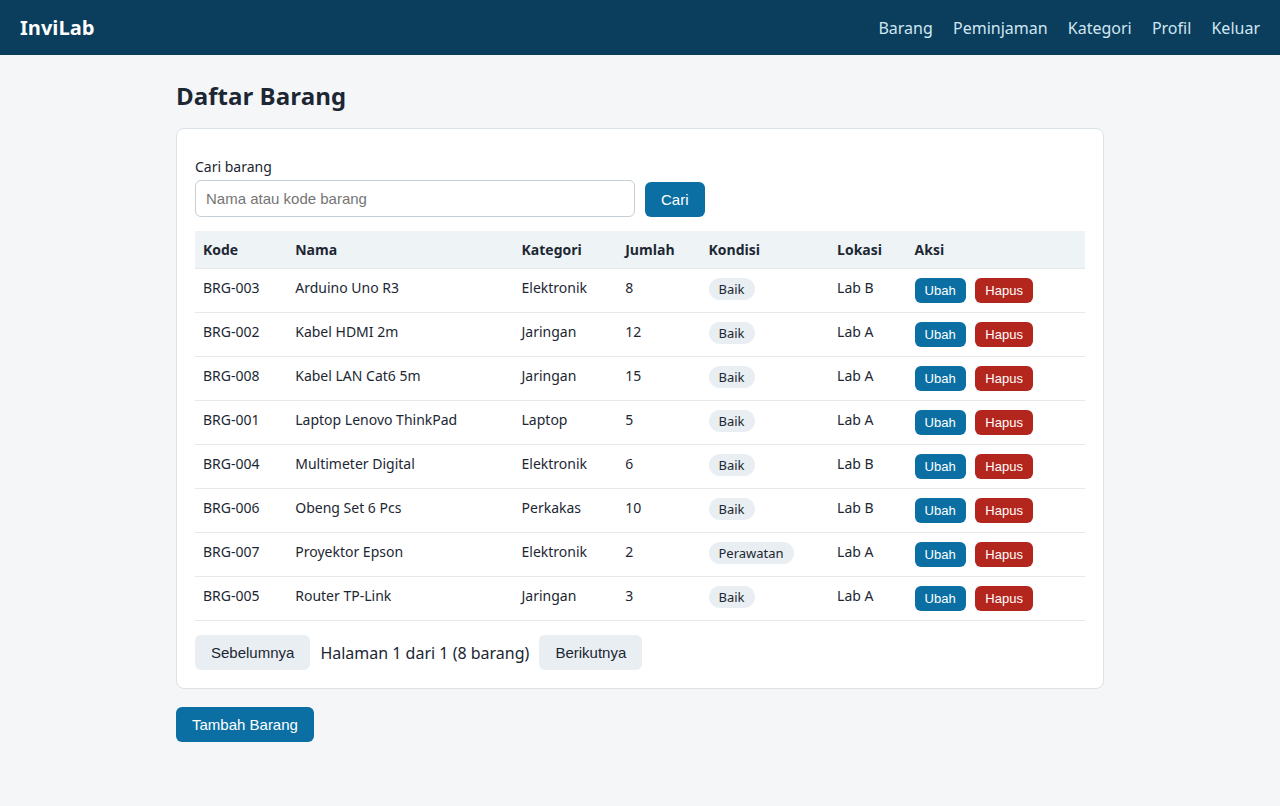 InviLab Barang Peminjaman Kategori Profil Keluar
Daftar Barang
Cari barang
Nama atau kode barang Cari
Kode Nama Kategori Jumlah Kondisi Lokasi Aksi
BRG-003 Arduino Uno R3 Elektronik 8 Baik Lab B Ubah Hapus
BRG-002 Kabel HDMI 2m Jaringan 12 Baik Lab A Ubah Hapus
BRG-008 Kabel LAN Cat6 5m Jaringan 15 Baik Lab A Ubah Hapus
BRG-001 Laptop Lenovo ThinkPad Laptop 5 Baik Lab A Ubah Hapus
BRG-004 Multimeter Digital Elektronik 6 Baik Lab B Ubah Hapus
BRG-006 Obeng Set 6 Pcs Perkakas 10 Baik Lab B Ubah Hapus
BRG-007 Proyektor Epson Elektronik 2 Perawatan Lab A Ubah Hapus
BRG-005 Router TP-Link Jaringan 3 Baik Lab A Ubah Hapus
Sebelumnya Halaman 1 dari 1 (8 barang) Berikutnya
Tambah Barang